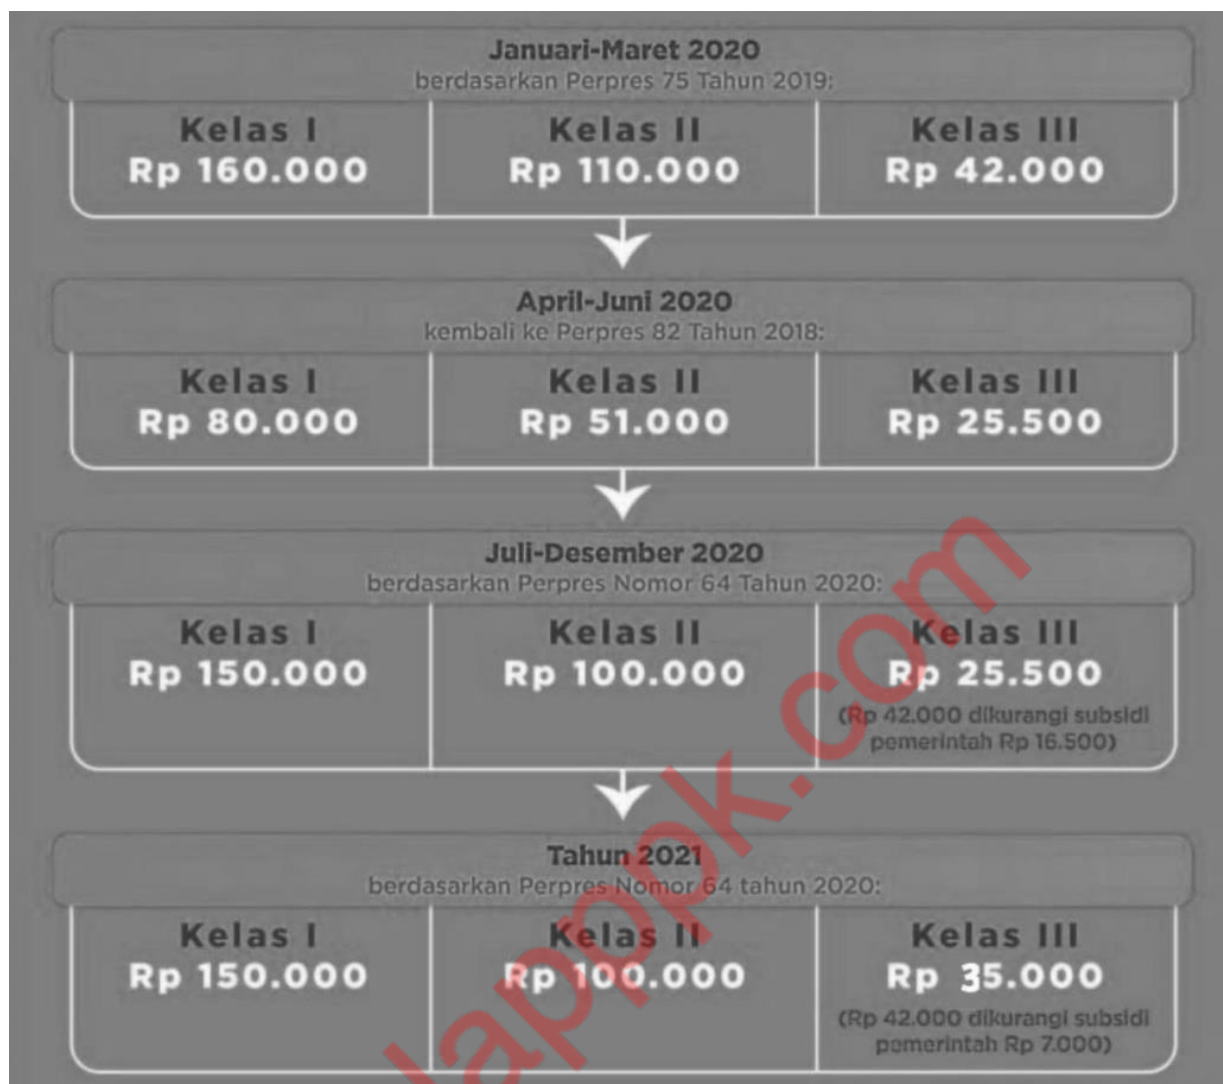 Januari-Maret 2020
berdasarkan Perpres 75 Tahun 2019:
Kelas I
Rp 160.000
Kelas II
Rp 110.000
Kelas III
Rp 42.000
April-Juni 2020
kembali ke Perpres 82 Tahun 2018:
Kelas I
Rp 80.000
Kelas II
Rp 51.000
Kelas III
Rp 25.500
Juli-Desember 2020
berdasarkan Perpres Nomor 64 Tahun 2020:
Kelas I
Rp 150.000
Kelas II
Rp 100.000
Kelas III
Rp 25.500
(Rp 42.000 dikurangi subsidi
pemerintah Rp 16.500)
Tahun 2021
berdasarkan Perpres Nomor 64 tahun 2020:
Kelas I
Rp 150.000
Kelas II
Rp 100.000
Kelas III
Rp 35.000
(Rp 42.000 dikurangi subsidi
pemerintah Rp 7.000)